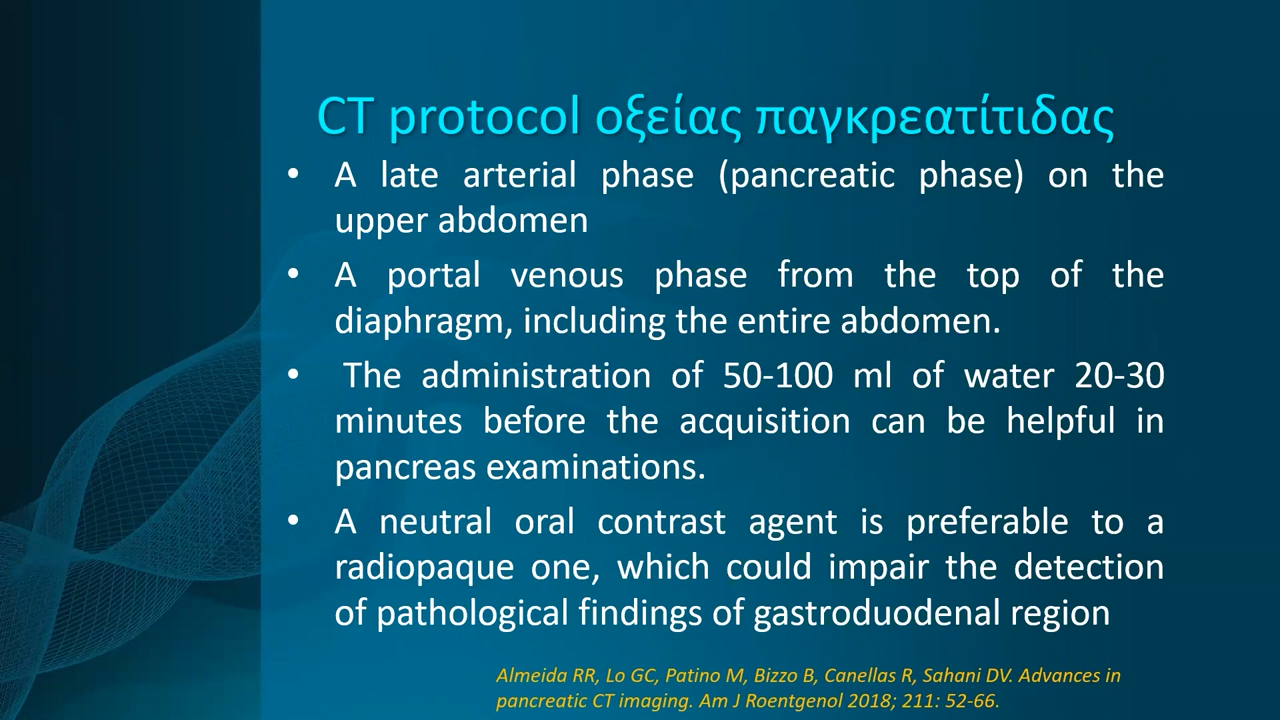 CT protocol οξείας παγκρεατίτιδας
• A late arterial phase (pancreatic phase) on the
upper abdomen
• A portal venous phase from the top of the
diaphragm, including the entire abdomen.
• The administration of 50-100 ml of water 20-30
minutes before the acquisition can be helpful in
pancreas examinations.
• A neutral oral contrast agent is preferable to a
radiopaque one, which could impair the detection
of pathological findings of gastroduodenal region
Almeida RR, Lo GC, Patino M, Bizzo B, Canellas R, Sahani DV. Advances in
pancreatic CT imaging. Am J Roentgenol 2018; 211: 52-66.